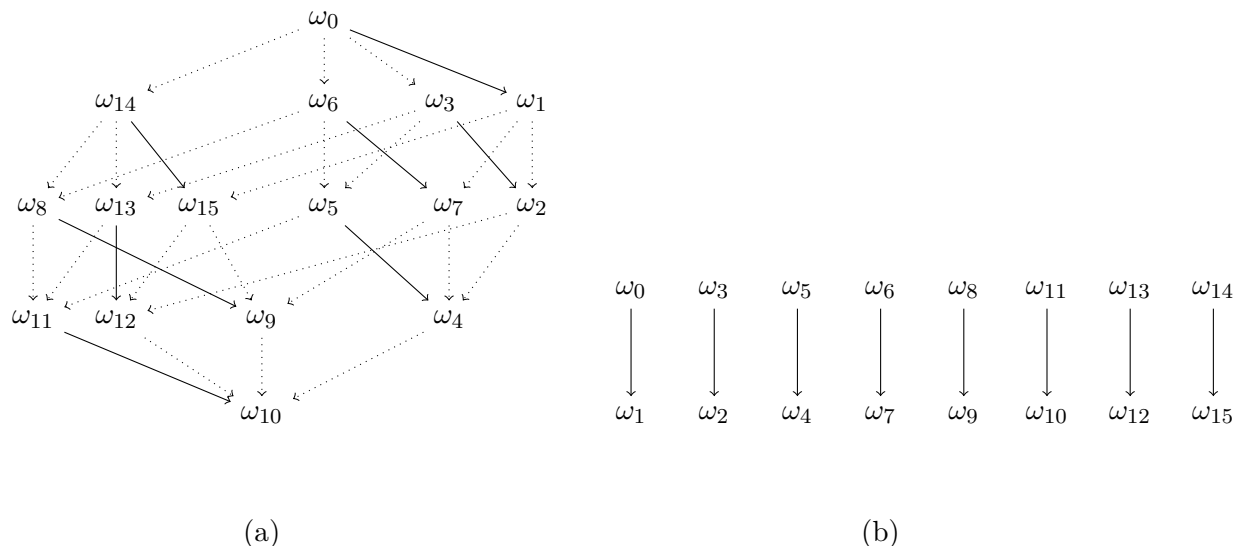 ω₀
ω₁₄ ω₆ ω₃ ω₁
ω₈ ω₁₃ ω₁₅ ω₅ ω₇ ω₂
ω₁₁ ω₁₂ ω₉ ω₄
ω₁₀
(a)
ω₀ ω₃ ω₅ ω₆ ω₈ ω₁₁ ω₁₃ ω₁₄
ω₁ ω₂ ω₄ ω₇ ω₉ ω₁₀ ω₁₂ ω₁₅
(b)